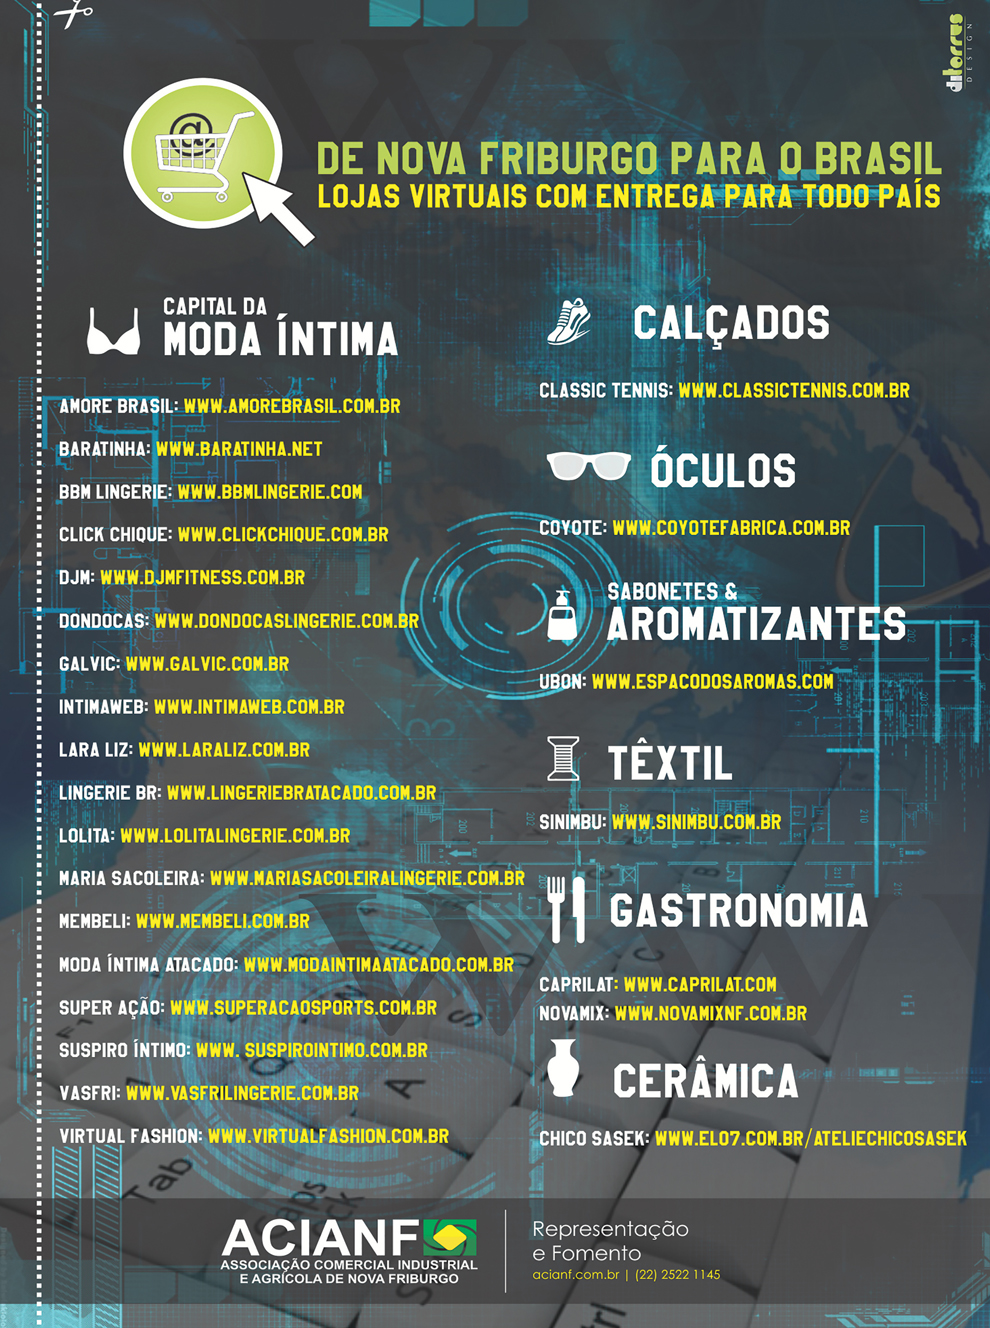 ditorrus
DESIGN
@
DE NOVA FRIBURGO PARA O BRASIL
LOJAS VIRTUAIS COM ENTREGA PARA TODO PAÍS
CAPITAL DA
MODA ÍNTIMA
AMORE BRASIL: WWW.AMOREBRASIL.COM.BR
BARATINHA: WWW.BARATINHA.NET
BBM LINGERIE: WWW.BBMLINGERIE.COM
CLICK CHIQUE: WWW.CLICKCHIQUE.COM.BR
DJM: WWW.DJMFITNESS.COM.BR
DONDOCAS: WWW.DONDOCASLINGERIE.COM.BR
GALVIC: WWW.GALVIC.COM.BR
INTIMAWEB: WWW.INTIMAWEB.COM.BR
LARA LIZ: WWW.LARALIZ.COM.BR
LINGERIE BR: WWW.LINGERIEBRATACADO.COM.BR
LOLITA: WWW.LOLITALINGERIE.COM.BR
MARIA SACOLEIRA: WWW.MARIASACOLEIRALINGERIE.COM.BR
MEMBELI: WWW.MEMBELI.COM.BR
MODA ÍNTIMA ATACADO: WWW.MODAINTIMAATACADO.COM.BR
SUPER AÇÃO: WWW.SUPERACAOSPORTS.COM.BR
SUSPIRO ÍNTIMO: WWW. SUSPIROINTIMO.COM.BR
VASFRI: WWW.VASFRILINGERIE.COM.BR
VIRTUAL FASHION: WWW.VIRTUALFASHION.COM.BR
CALÇADOS
CLASSIC TENNIS: WWW.CLASSICTENNIS.COM.BR
ÓCULOS
COYOTE: WWW.COYOTEFABRICA.COM.BR
SABONETES &
AROMATIZANTES
UBON: WWW.ESPACODOSAROMAS.COM
TÊXTIL
SINIMBU: WWW.SINIMBU.COM.BR
GASTRONOMIA
CAPRILAT: WWW.CAPRILAT.COM
NOVAMIX: WWW.NOVAMIXNF.COM.BR
CERÂMICA
CHICO SASEK: WWW.ELO7.COM.BR/ATELIECHICOSASEK
Tab
ACIANF
ASSOCIAÇÃO COMERCIAL INDUSTRIAL
E AGRÍCOLA DE NOVA FRIBURGO
Representação
e Fomento
acianf.com.br | (22) 2522 1145